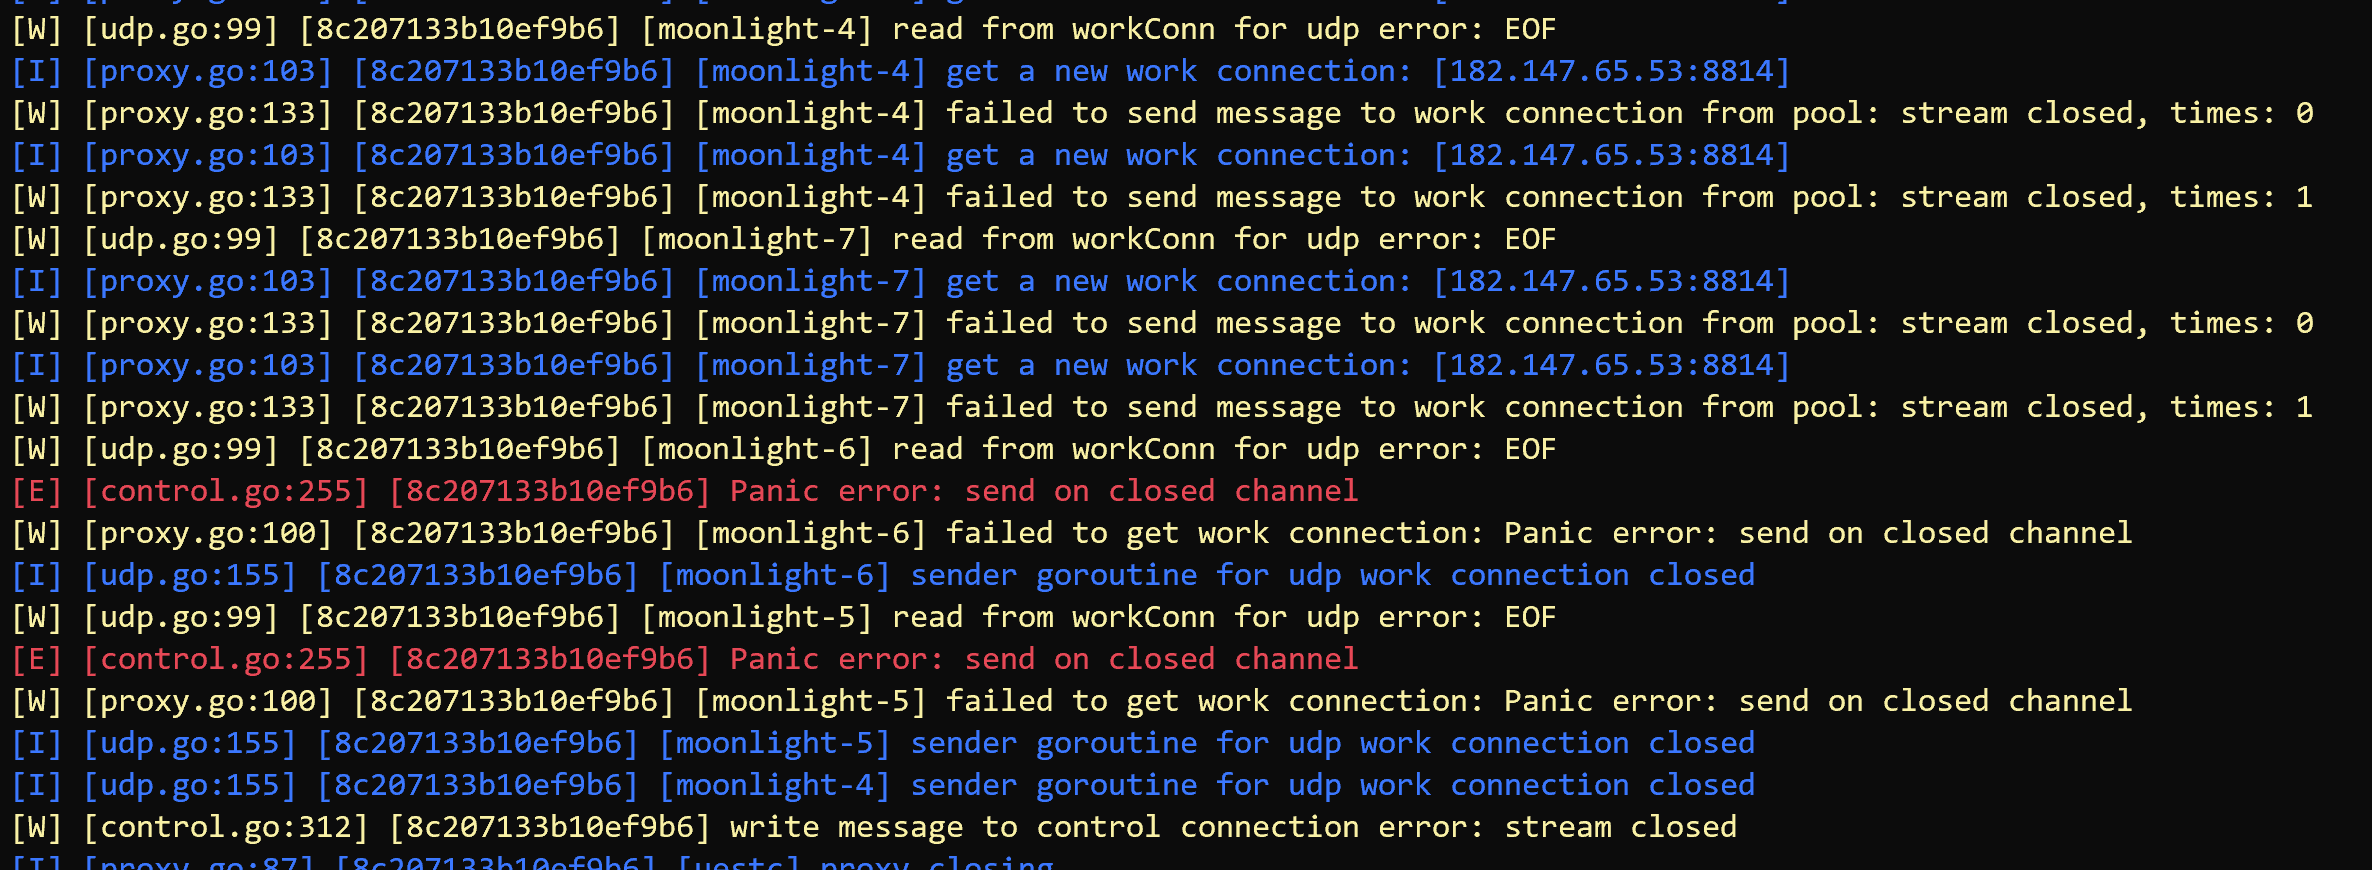 [W] [udp.go:99] [8c207133b10ef9b6] [moonlight-4] read from workConn for udp error: EOF
[I] [proxy.go:103] [8c207133b10ef9b6] [moonlight-4] get a new work connection: [182.147.65.53:8814]
[W] [proxy.go:133] [8c207133b10ef9b6] [moonlight-4] failed to send message to work connection from pool: stream closed, times: 0
[I] [proxy.go:103] [8c207133b10ef9b6] [moonlight-4] get a new work connection: [182.147.65.53:8814]
[W] [proxy.go:133] [8c207133b10ef9b6] [moonlight-4] failed to send message to work connection from pool: stream closed, times: 1
[W] [udp.go:99] [8c207133b10ef9b6] [moonlight-7] read from workConn for udp error: EOF
[I] [proxy.go:103] [8c207133b10ef9b6] [moonlight-7] get a new work connection: [182.147.65.53:8814]
[W] [proxy.go:133] [8c207133b10ef9b6] [moonlight-7] failed to send message to work connection from pool: stream closed, times: 0
[I] [proxy.go:103] [8c207133b10ef9b6] [moonlight-7] get a new work connection: [182.147.65.53:8814]
[W] [proxy.go:133] [8c207133b10ef9b6] [moonlight-7] failed to send message to work connection from pool: stream closed, times: 1
[W] [udp.go:99] [8c207133b10ef9b6] [moonlight-6] read from workConn for udp error: EOF
[E] [control.go:255] [8c207133b10ef9b6] Panic error: send on closed channel
[W] [proxy.go:100] [8c207133b10ef9b6] [moonlight-6] failed to get work connection: Panic error: send on closed channel
[I] [udp.go:155] [8c207133b10ef9b6] [moonlight-6] sender goroutine for udp work connection closed
[W] [udp.go:99] [8c207133b10ef9b6] [moonlight-5] read from workConn for udp error: EOF
[E] [control.go:255] [8c207133b10ef9b6] Panic error: send on closed channel
[W] [proxy.go:100] [8c207133b10ef9b6] [moonlight-5] failed to get work connection: Panic error: send on closed channel
[I] [udp.go:155] [8c207133b10ef9b6] [moonlight-5] sender goroutine for udp work connection closed
[I] [udp.go:155] [8c207133b10ef9b6] [moonlight-4] sender goroutine for udp work connection closed
[W] [control.go:312] [8c207133b10ef9b6] write message to control connection error: stream closed
[I] [proxy.go:87] [8c207133b10ef9b6] [uestc] proxy closing